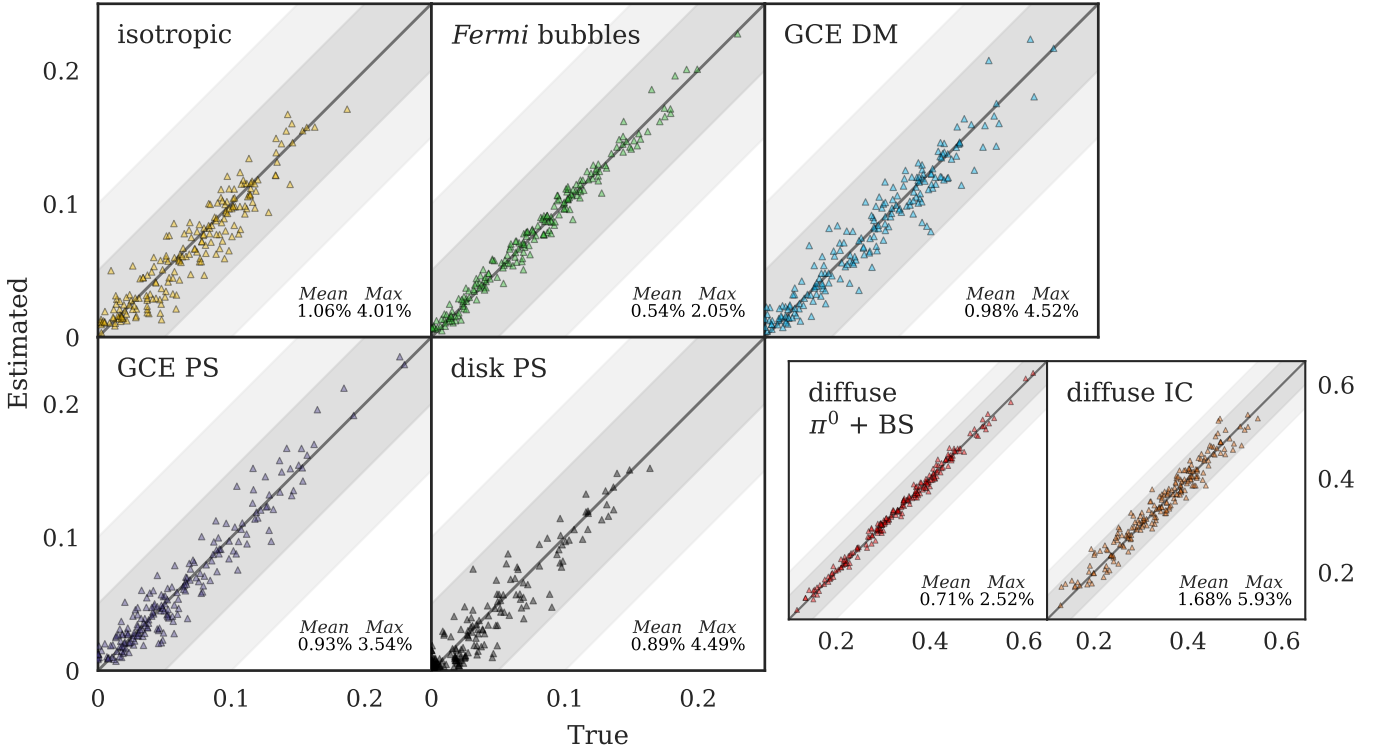 isotropic
Fermi bubbles
GCE DM
0.2
0.1
0
Mean Max
1.06% 4.01%
Mean Max
0.54% 2.05%
Mean Max
0.98% 4.52%
Estimated
GCE PS
disk PS
diffuse
π⁰ + BS
diffuse IC
0.2
0.1
0
Mean Max
0.93% 3.54%
Mean Max
0.89% 4.49%
Mean Max
0.71% 2.52%
Mean Max
1.68% 5.93%
0.6
0.4
0.2
0.2 0.4 0.6
0.2 0.4 0.6
0 0.1 0.2
0 0.1 0.2
True